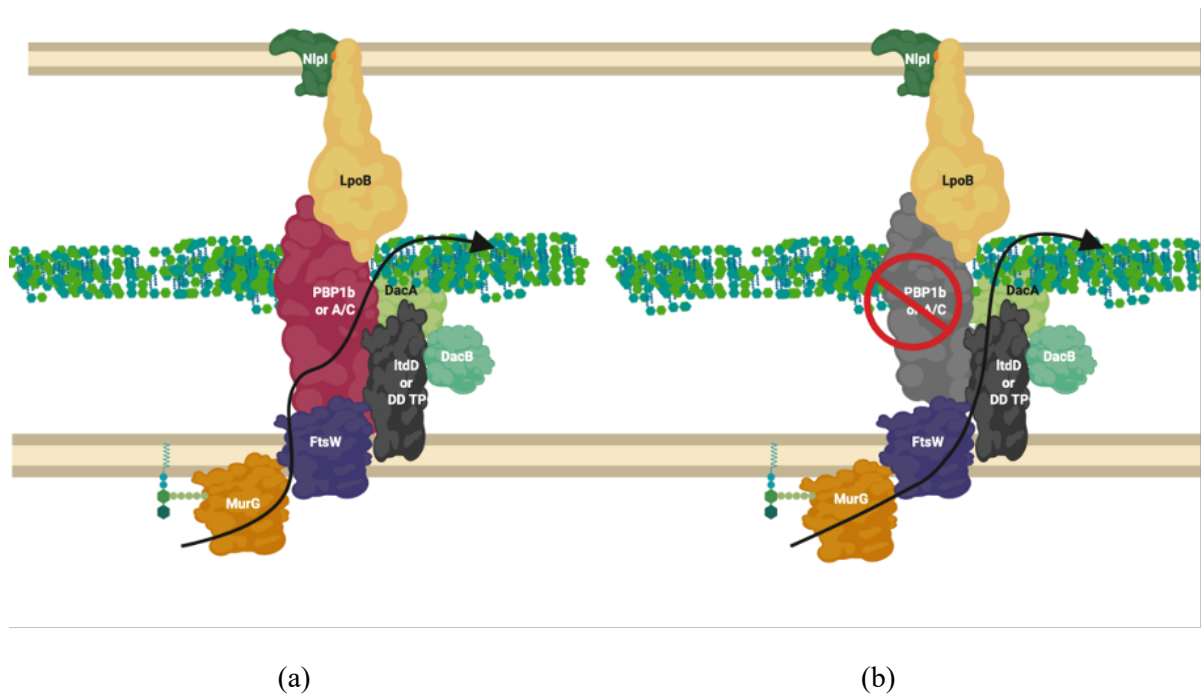 NlpI
LpoB
PBP1b
or A/C
DacA
DacB
ltdD
or
DD TP
FtsW
MurG
NlpI
LpoB
PBP1b
or A/C
DacA
DacB
ltdD
or
DD TP
FtsW
MurG
(a)
(b)